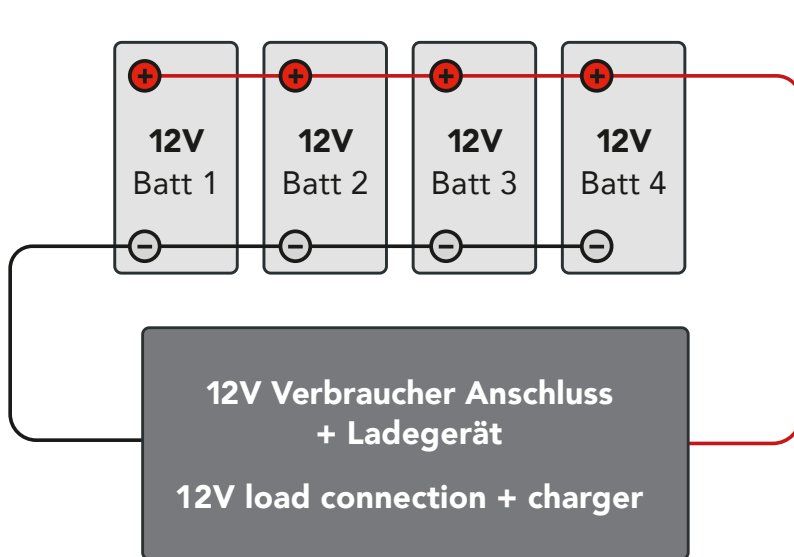 + + + +
12V 12V 12V 12V
Batt 1 Batt 2 Batt 3 Batt 4
− − − −
12V Verbraucher Anschluss
+ Ladegerät
12V load connection + charger